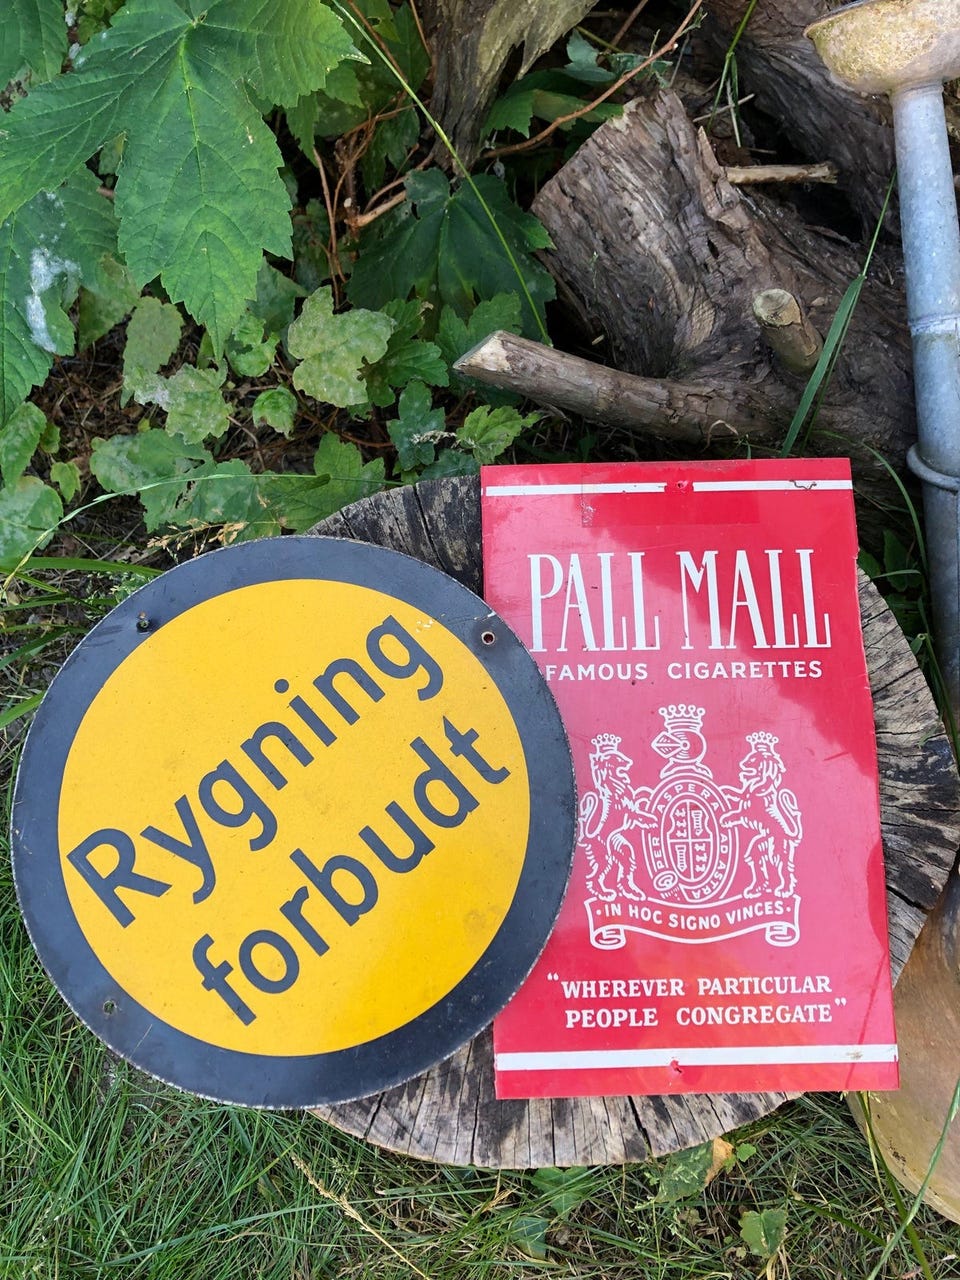 Rygning
forbudt
PALL MALL
FAMOUS CIGARETTES
PER ASPERA AD ASTRA
·IN HOC SIGNO VINCES·
“WHEREVER PARTICULAR
PEOPLE CONGREGATE”